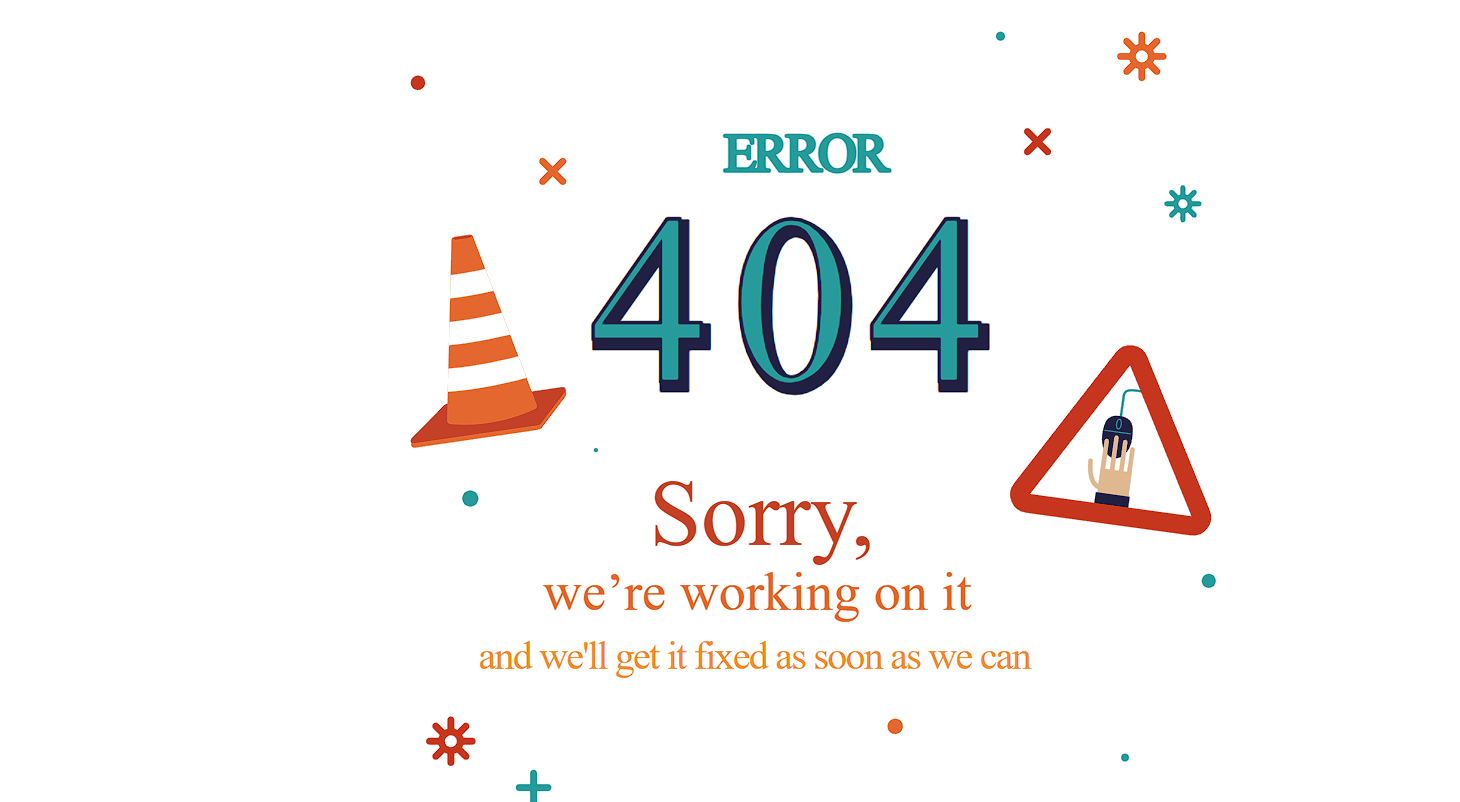 ERROR
404
Sorry,
we’re working on it
and we'll get it fixed as soon as we can